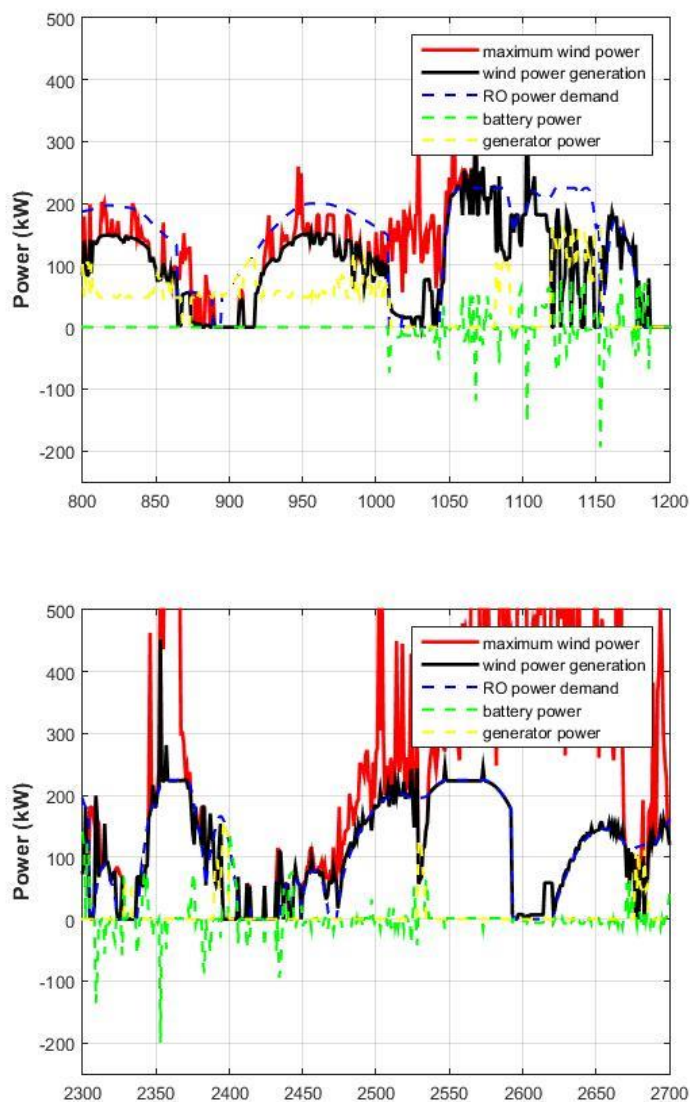 500
400
300
200
100
0
-100
-200
Power (kW)
maximum wind power
wind power generation
RO power demand
battery power
generator power
800 850 900 950 1000 1050 1100 1150 1200
500
400
300
200
100
0
-100
-200
Power (kW)
maximum wind power
wind power generation
RO power demand
battery power
generator power
2300 2350 2400 2450 2500 2550 2600 2650 2700